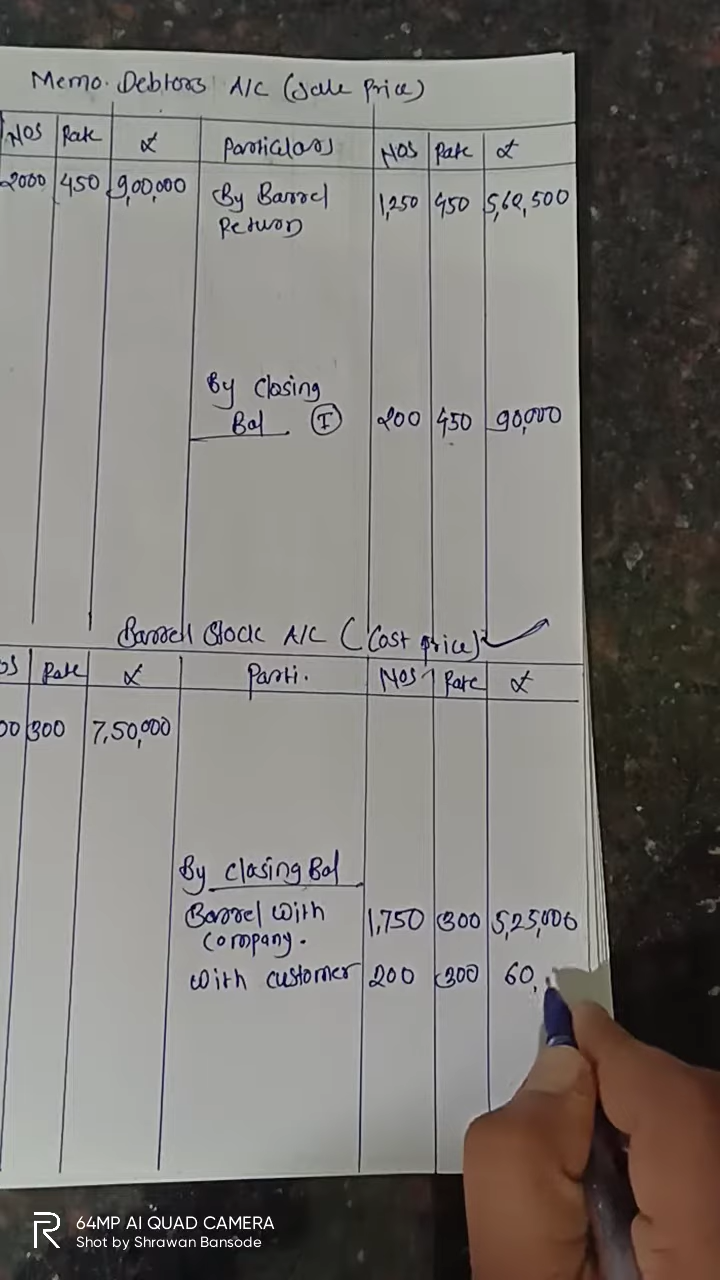 Memo. Debtors A/C (Sale Price)
Nos Rate ₤ Particulars Nos Rate ₤
2000 450 9,00,000 By Barrel 1,250 450 5,62,500
Return
By Closing
Bal (I) 200 450 90,000
Barrel Stock A/C (Cost price)
os Rate ₤ Parti. Nos Rate ₤
00 300 7,50,000
By Closing Bal
Barrel with 1,750 300 5,25,000
Company.
With customer 200 300 60,
64MP AI QUAD CAMERA
Shot by Shrawan Bansode